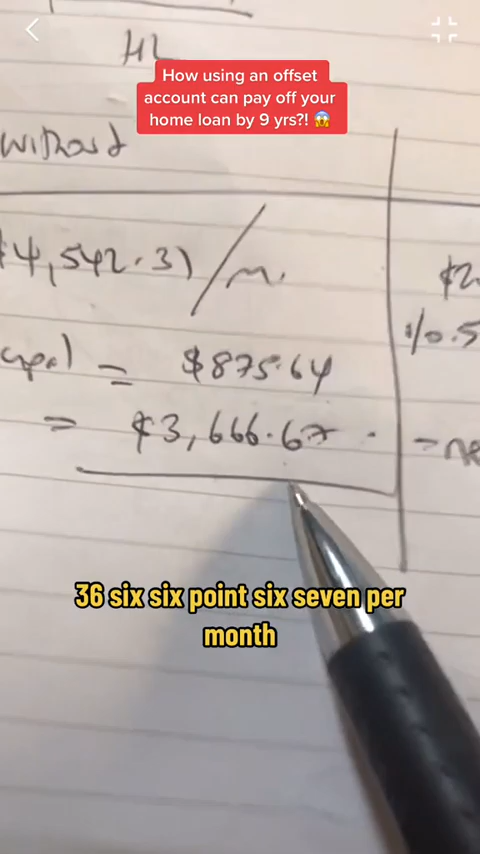 HL
How using an offset
account can pay off your
home loan by 9 yrs?! 😱
without
$4,542.31/m.
= $875.64
= $3,666.67
36 six six point six seven per
month